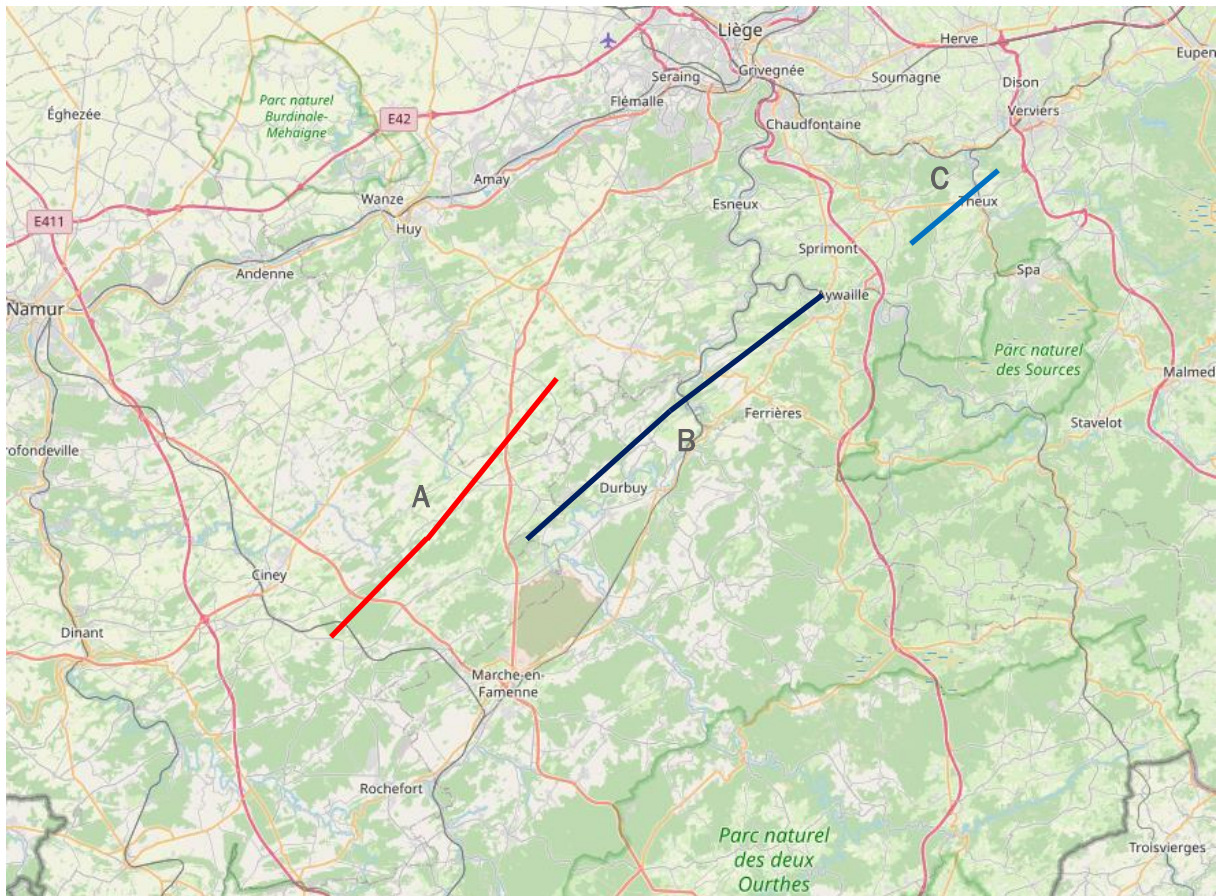 Liège
Herve
Eupen
Seraing
Grivegnée
Soumagne
Dison
Parc naturel
Burdinale-
Mehaigne
Éghezée
E42
Flémalle
Chaudfontaine
Verviers
Amay
C
Wanze
Huy
Esneux
Theux
E411
Sprimont
Andenne
Spa
Namur
Aywaille
Parc naturel
des Sources
Malmed
Ferrières
Stavelot
B
rofondeville
Durbuy
A
Ciney
Dinant
Marche-en-
Famenne
Rochefort
Parc naturel
des deux
Ourthes
Troisvierges